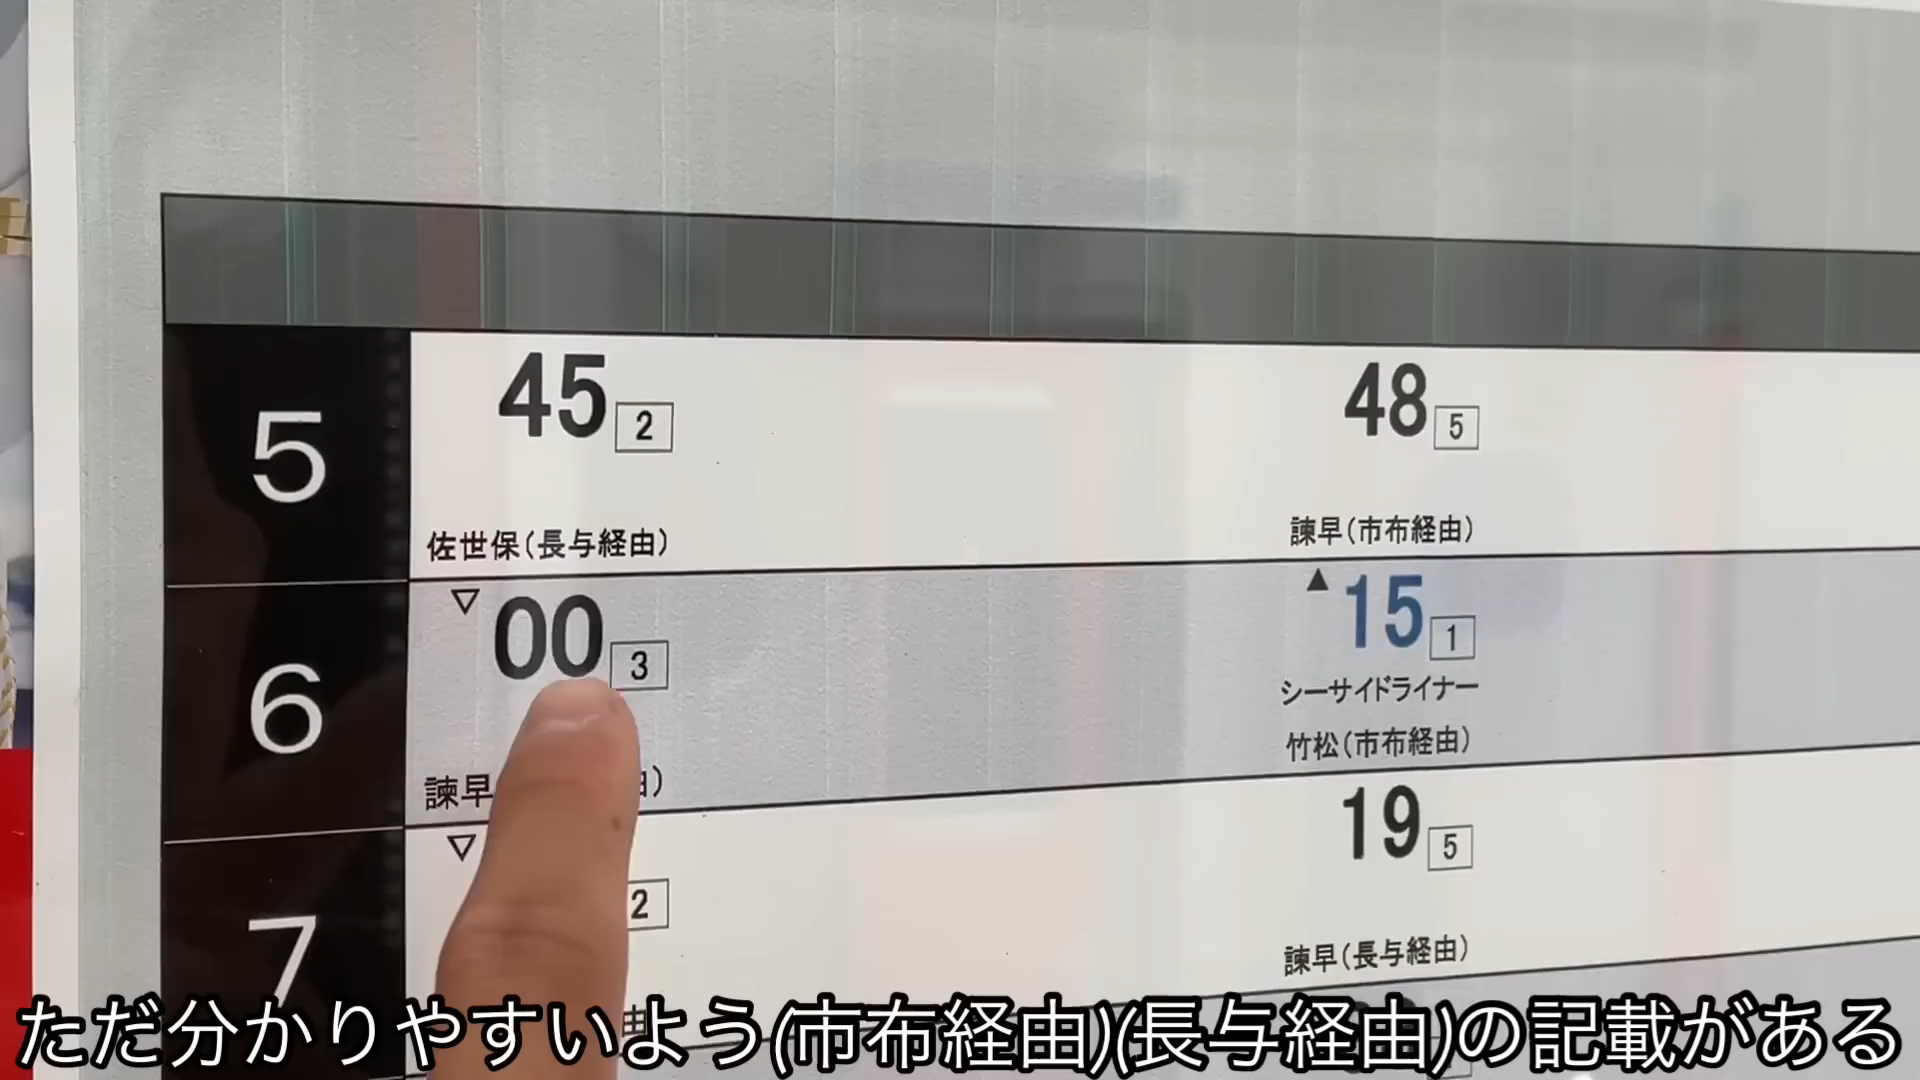 5 45 2 48 5
佐世保(長与経由) 諫早(市布経由)
6 ▽ 00 3 ▲ 15 1
シーサイドライナー
諫早 由) 竹松(市布経由)
7 ▽ 2 19 5
諫早(長与経由)
由
ただ分かりやすいよう(市布経由)(長与経由)の記載がある